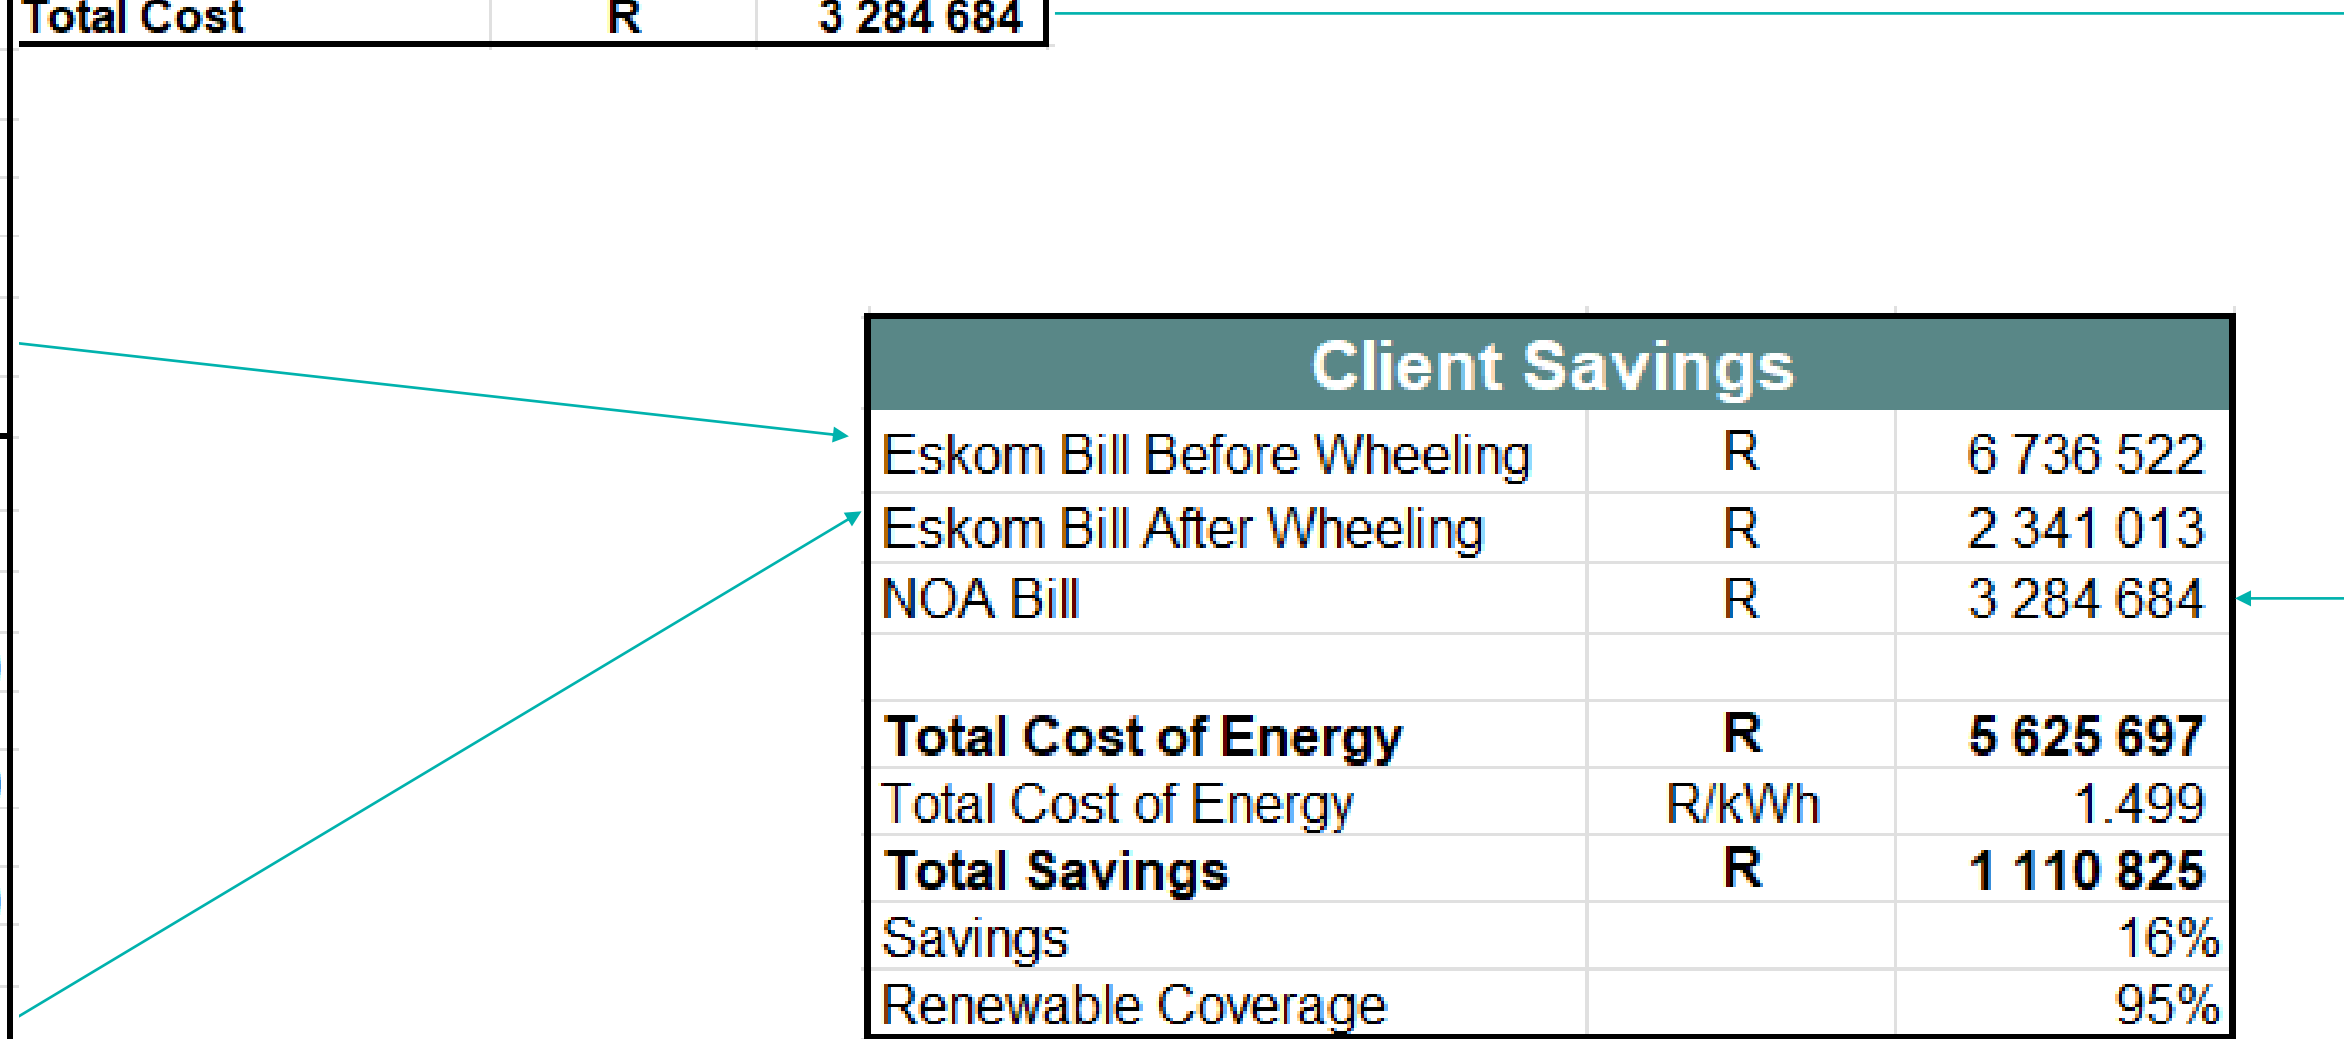 Total Cost R 3 284 684
Client Savings
Eskom Bill Before Wheeling R 6 736 522
Eskom Bill After Wheeling R 2 341 013
NOA Bill R 3 284 684
Total Cost of Energy R 5 625 697
Total Cost of Energy R/kWh 1.499
Total Savings R 1 110 825
Savings 16%
Renewable Coverage 95%